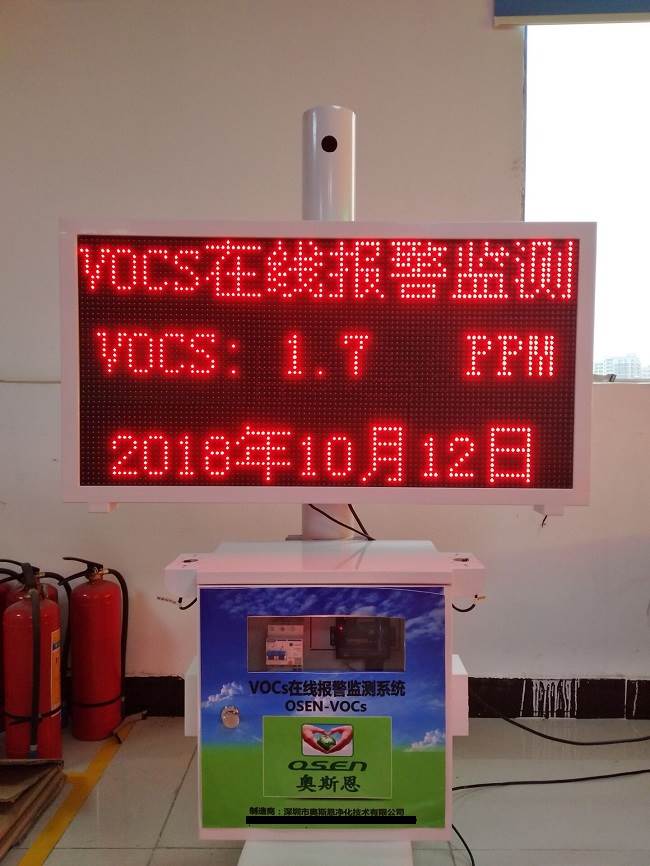 VOCS在线报警监测
VOCS: 1.7 PPM
2018年10月12日
VOCs在线报警监测系统
OSEN-VOCs
OSEN
奥斯恩
制造商：深圳市奥斯恩净化技术有限公司